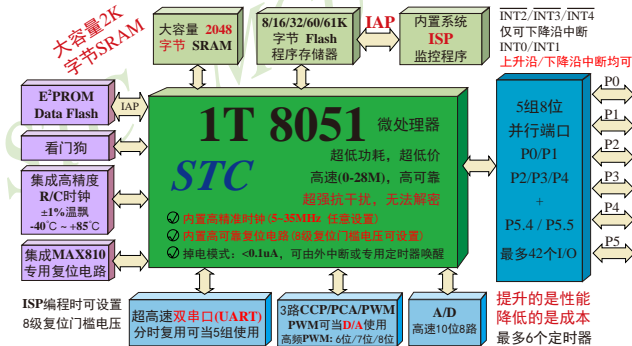 大容量2K
字节SRAM
大容量 2048
字节 SRAM
8/16/32/60/61K
字节 Flash
程序存储器
IAP
内置系统
ISP
监控程序
INT2/INT3/INT4
仅可下降沿中断
INT0/INT1
上升沿/下降沿中断均可
E²PROM
Data Flash
IAP
看门狗
集成高精度
R/C时钟
±1%温飘
-40℃~+85℃
集成MAX810
专用复位电路
1T 8051 微处理器
STC
超低功耗，超低价
高速(0-28M)，高可靠
超强抗干扰，无法解密
内置高精准时钟(5~35MHz 任意设置)
内置高可靠复位电路(8级复位门槛电压可设置)
掉电模式：<0.1uA，可由外中断或专用定时器唤醒
5组8位
并行端口
P0/P1
P2/P3/P4
+
P5.4 / P5.5
最多42个I/O
P0
P1
P2
P3
P4
P5
ISP编程时可设置
8级复位门槛电压
超高速双串口(UART)
分时复用可当5组使用
3路CCP/PCA/PWM
PWM可当D/A使用
高频PWM: 6位/7位/8位
A/D
高速10位8路
提升的是性能
降低的是成本
最多6个定时器